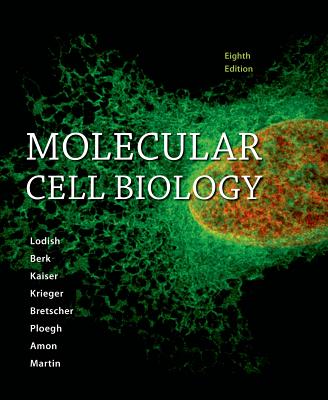 Eighth
Edition
MOLECULAR
CELL BIOLOGY
Lodish
Berk
Kaiser
Krieger
Bretscher
Ploegh
Amon
Martin